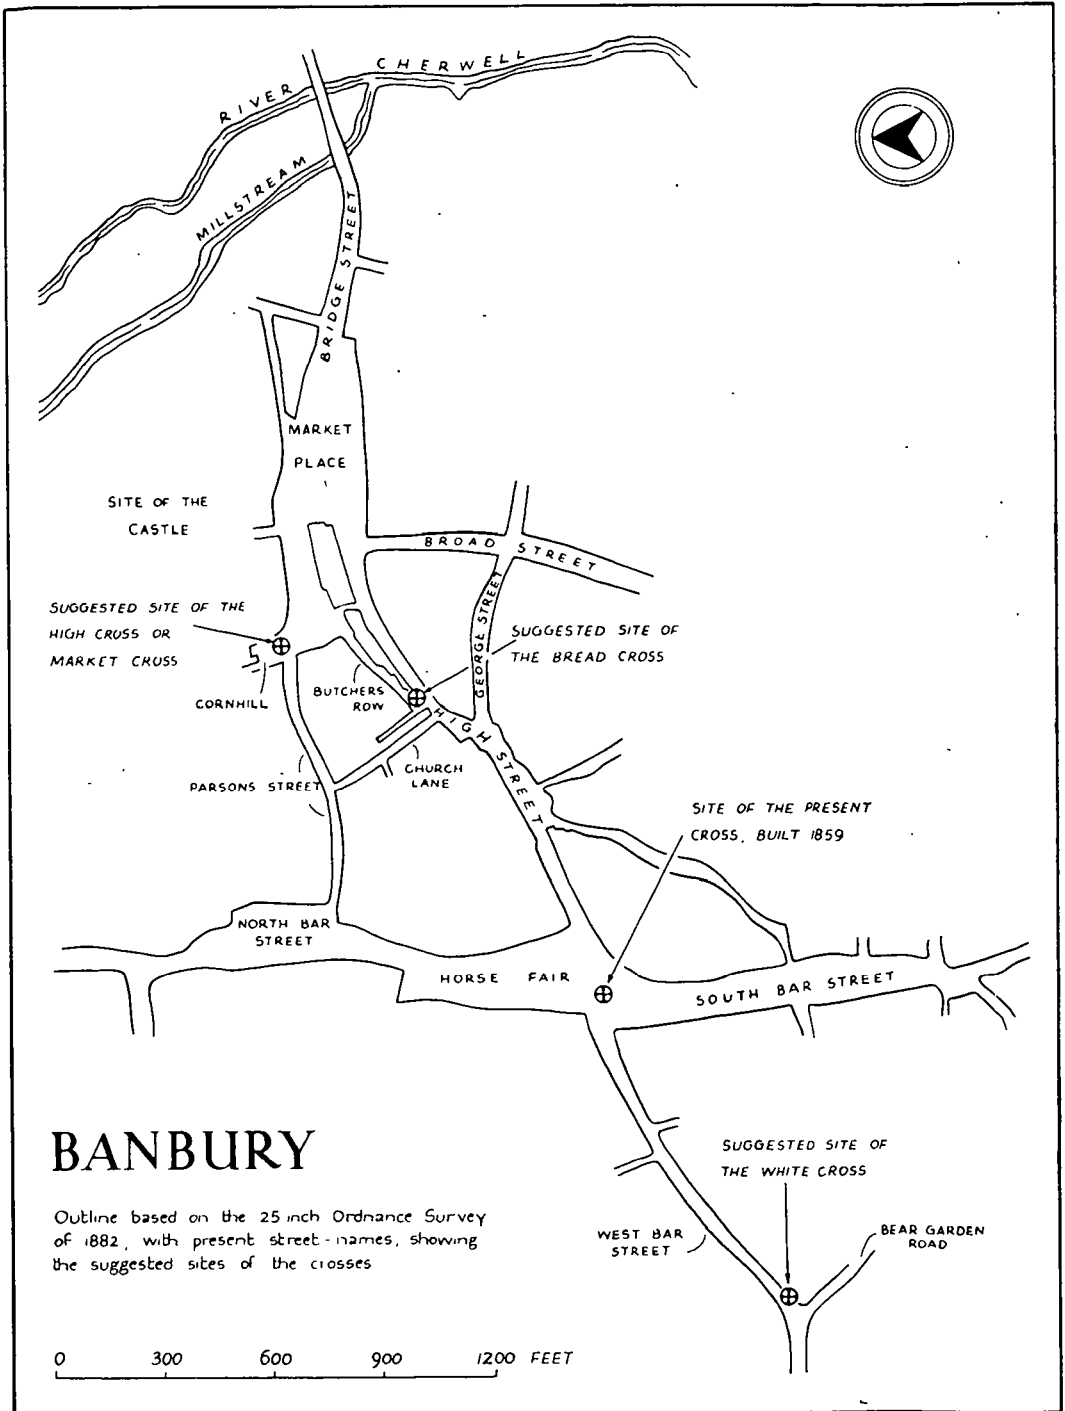 RIVER CHERWELL
MILLSTREAM
BRIDGE STREET
MARKET
PLACE
SITE OF THE
CASTLE
BROAD STREET
GEORGE STREET
SUGGESTED SITE OF THE
HIGH CROSS OR
MARKET CROSS
SUGGESTED SITE OF
THE BREAD CROSS
CORNHILL
BUTCHERS
ROW
HIGH STREET
CHURCH
LANE
PARSONS STREET
SITE OF THE PRESENT
CROSS, BUILT 1859
NORTH BAR
STREET
HORSE FAIR
SOUTH BAR STREET
BANBURY
SUGGESTED SITE OF
THE WHITE CROSS
Outline based on the 25 inch Ordnance Survey
of 1882, with present street-names, showing
the suggested sites of the crosses
WEST BAR
STREET
BEAR GARDEN
ROAD
0 300 600 900 1200 FEET